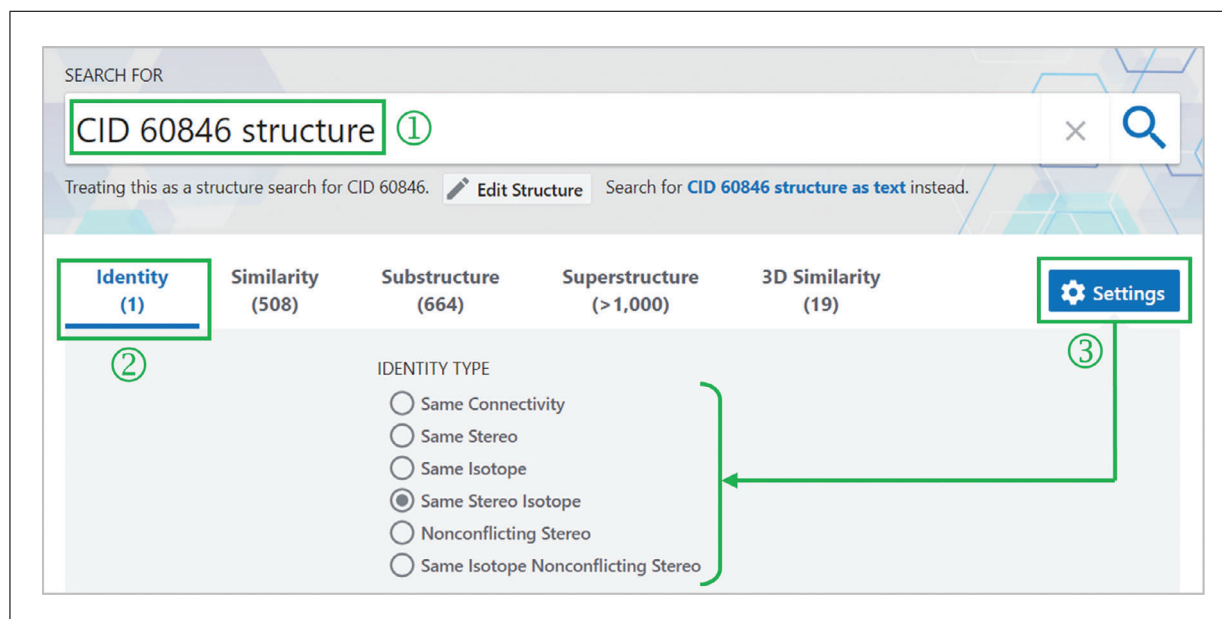 SEARCH FOR
CID 60846 structure ①
Treating this as a structure search for CID 60846. Edit Structure Search for CID 60846 structure as text instead.
Identity Similarity Substructure Superstructure 3D Similarity
(1) (508) (664) (>1,000) (19)
Settings
② ③
IDENTITY TYPE
Same Connectivity
Same Stereo
Same Isotope
Same Stereo Isotope
Nonconflicting Stereo
Same Isotope Nonconflicting Stereo